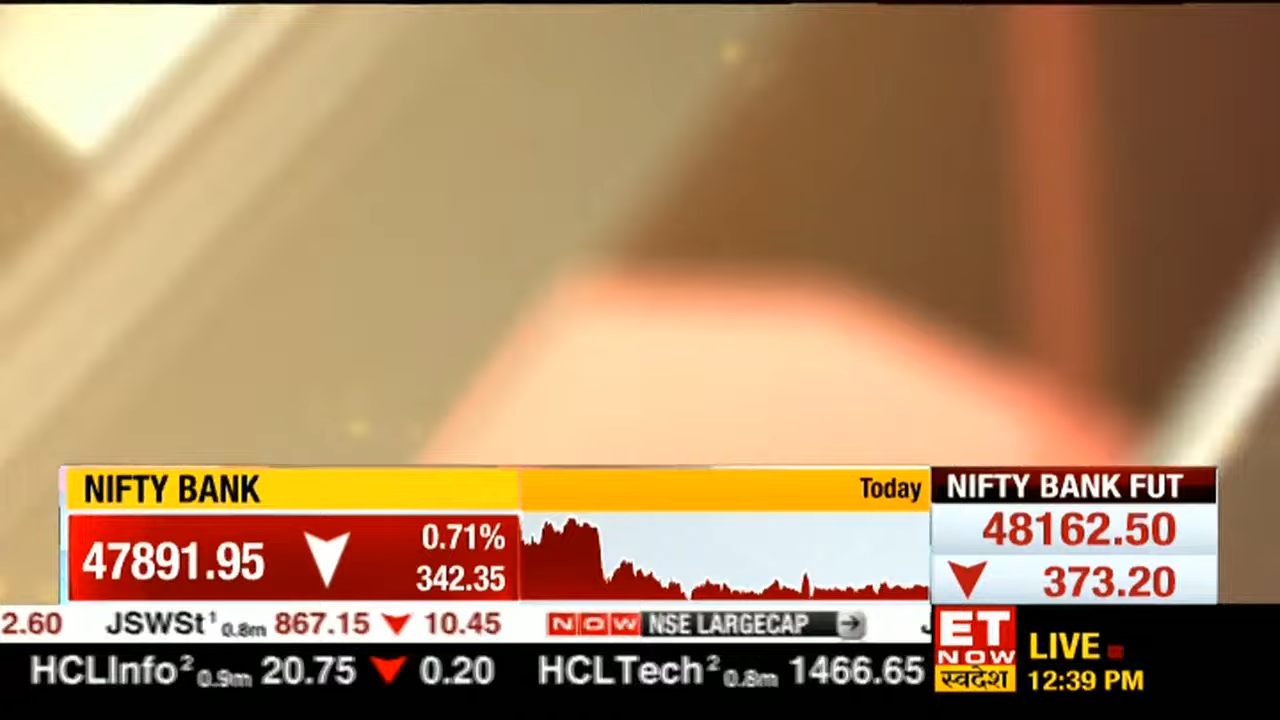 NIFTY BANK
Today
NIFTY BANK FUT
47891.95
0.71%
342.35
48162.50
373.20
2.60 JSWSt¹ 0.8m 867.15 10.45 NOW NSE LARGECAP
HCLInfo² 0.9m 20.75 0.20 HCLTech² 0.8m 1466.65
ET
NOW
स्वदेश
LIVE
12:39 PM